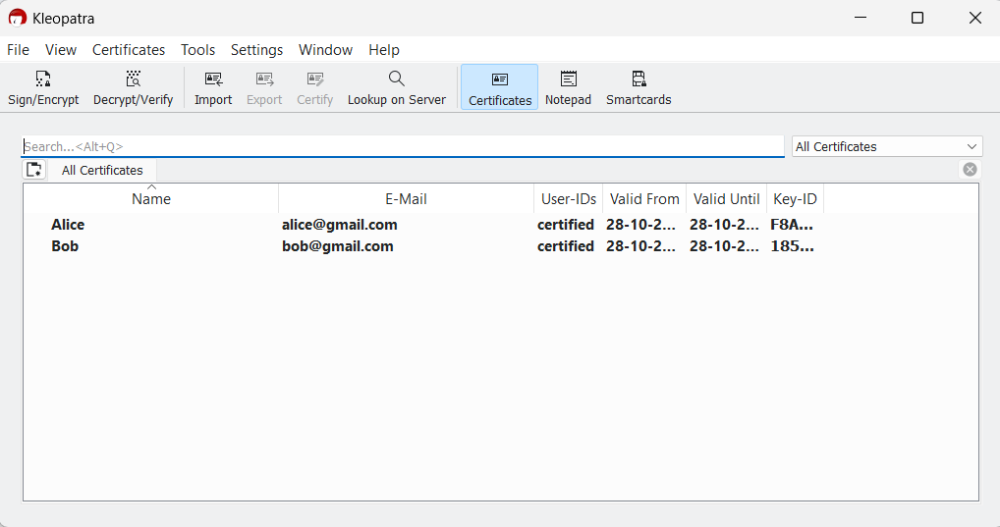 Kleopatra
File View Certificates Tools Settings Window Help
Sign/Encrypt Decrypt/Verify Import Export Certify Lookup on Server Certificates Notepad Smartcards
Search...<Alt+Q> All Certificates
All Certificates
Name E-Mail User-IDs Valid From Valid Until Key-ID
Alice alice@gmail.com certified 28-10-2... 28-10-2... F8A...
Bob bob@gmail.com certified 28-10-2... 28-10-2... 185...